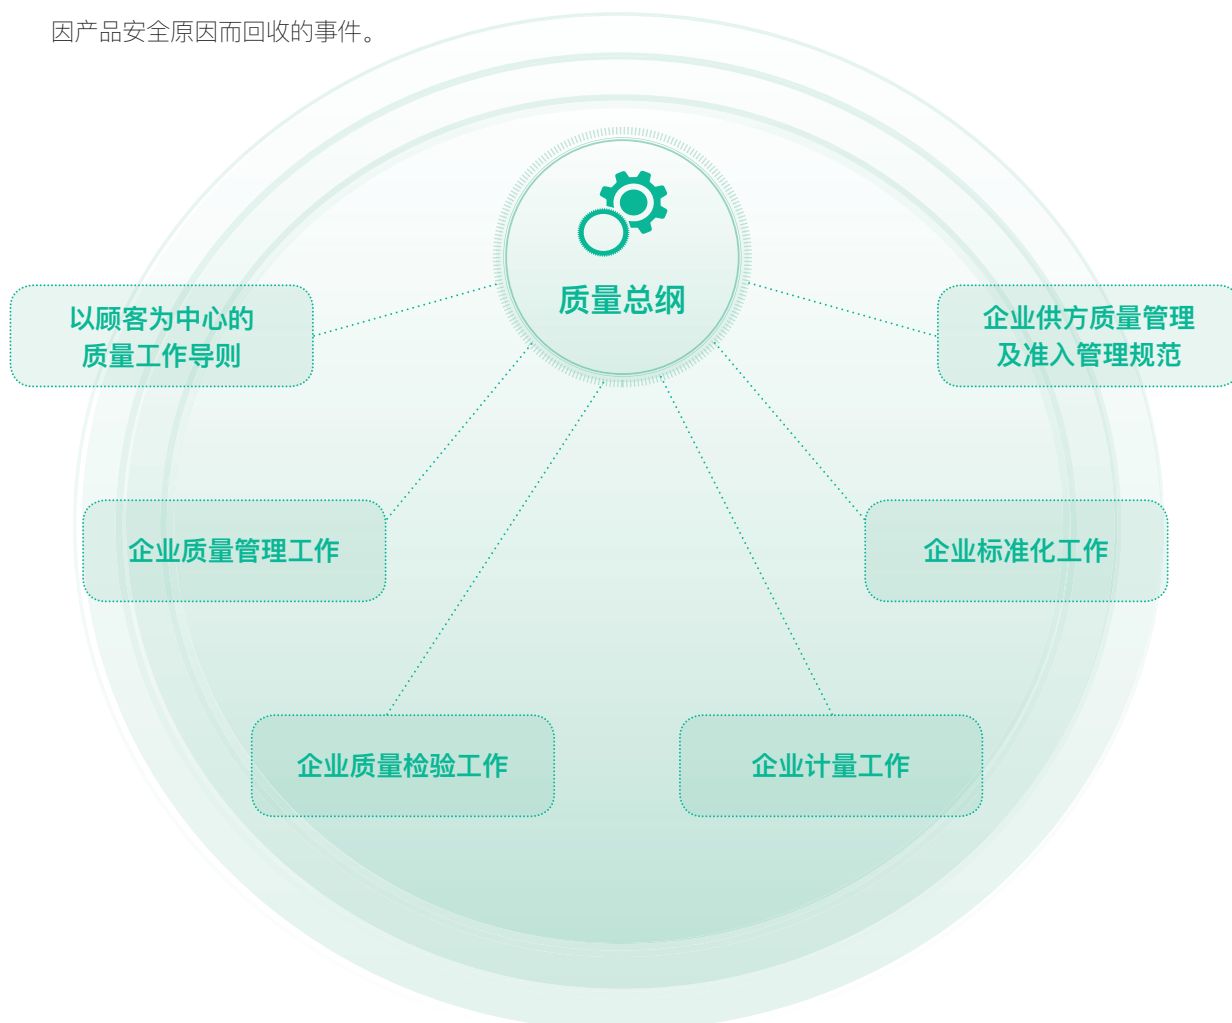 因产品安全原因而回收的事件。
质量总纲
以顾客为中心的
质量工作导则
企业供方质量管理
及准入管理规范
企业质量管理工作
企业标准化工作
企业质量检验工作
企业计量工作